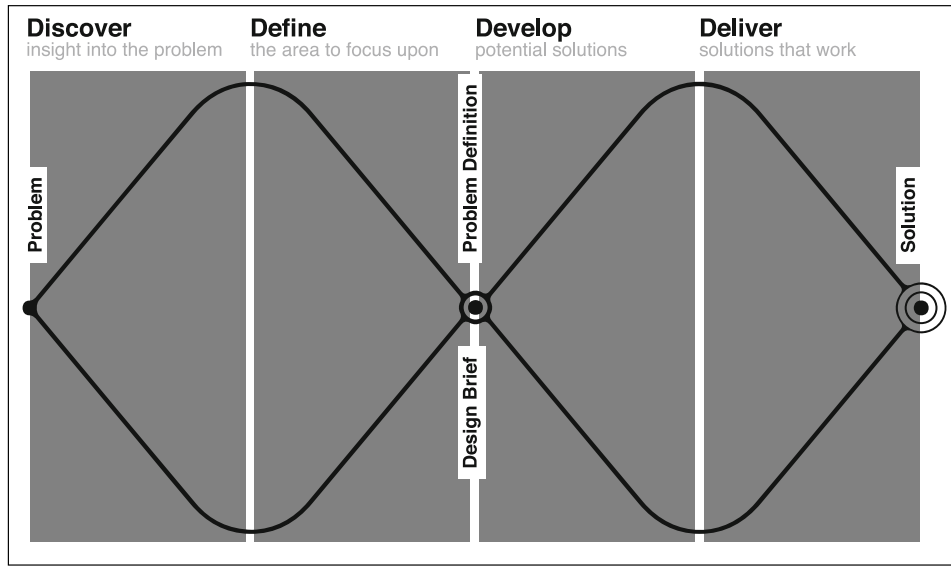 Discover
insight into the problem
Define
the area to focus upon
Develop
potential solutions
Deliver
solutions that work
Problem
Problem Definition
Design Brief
Solution